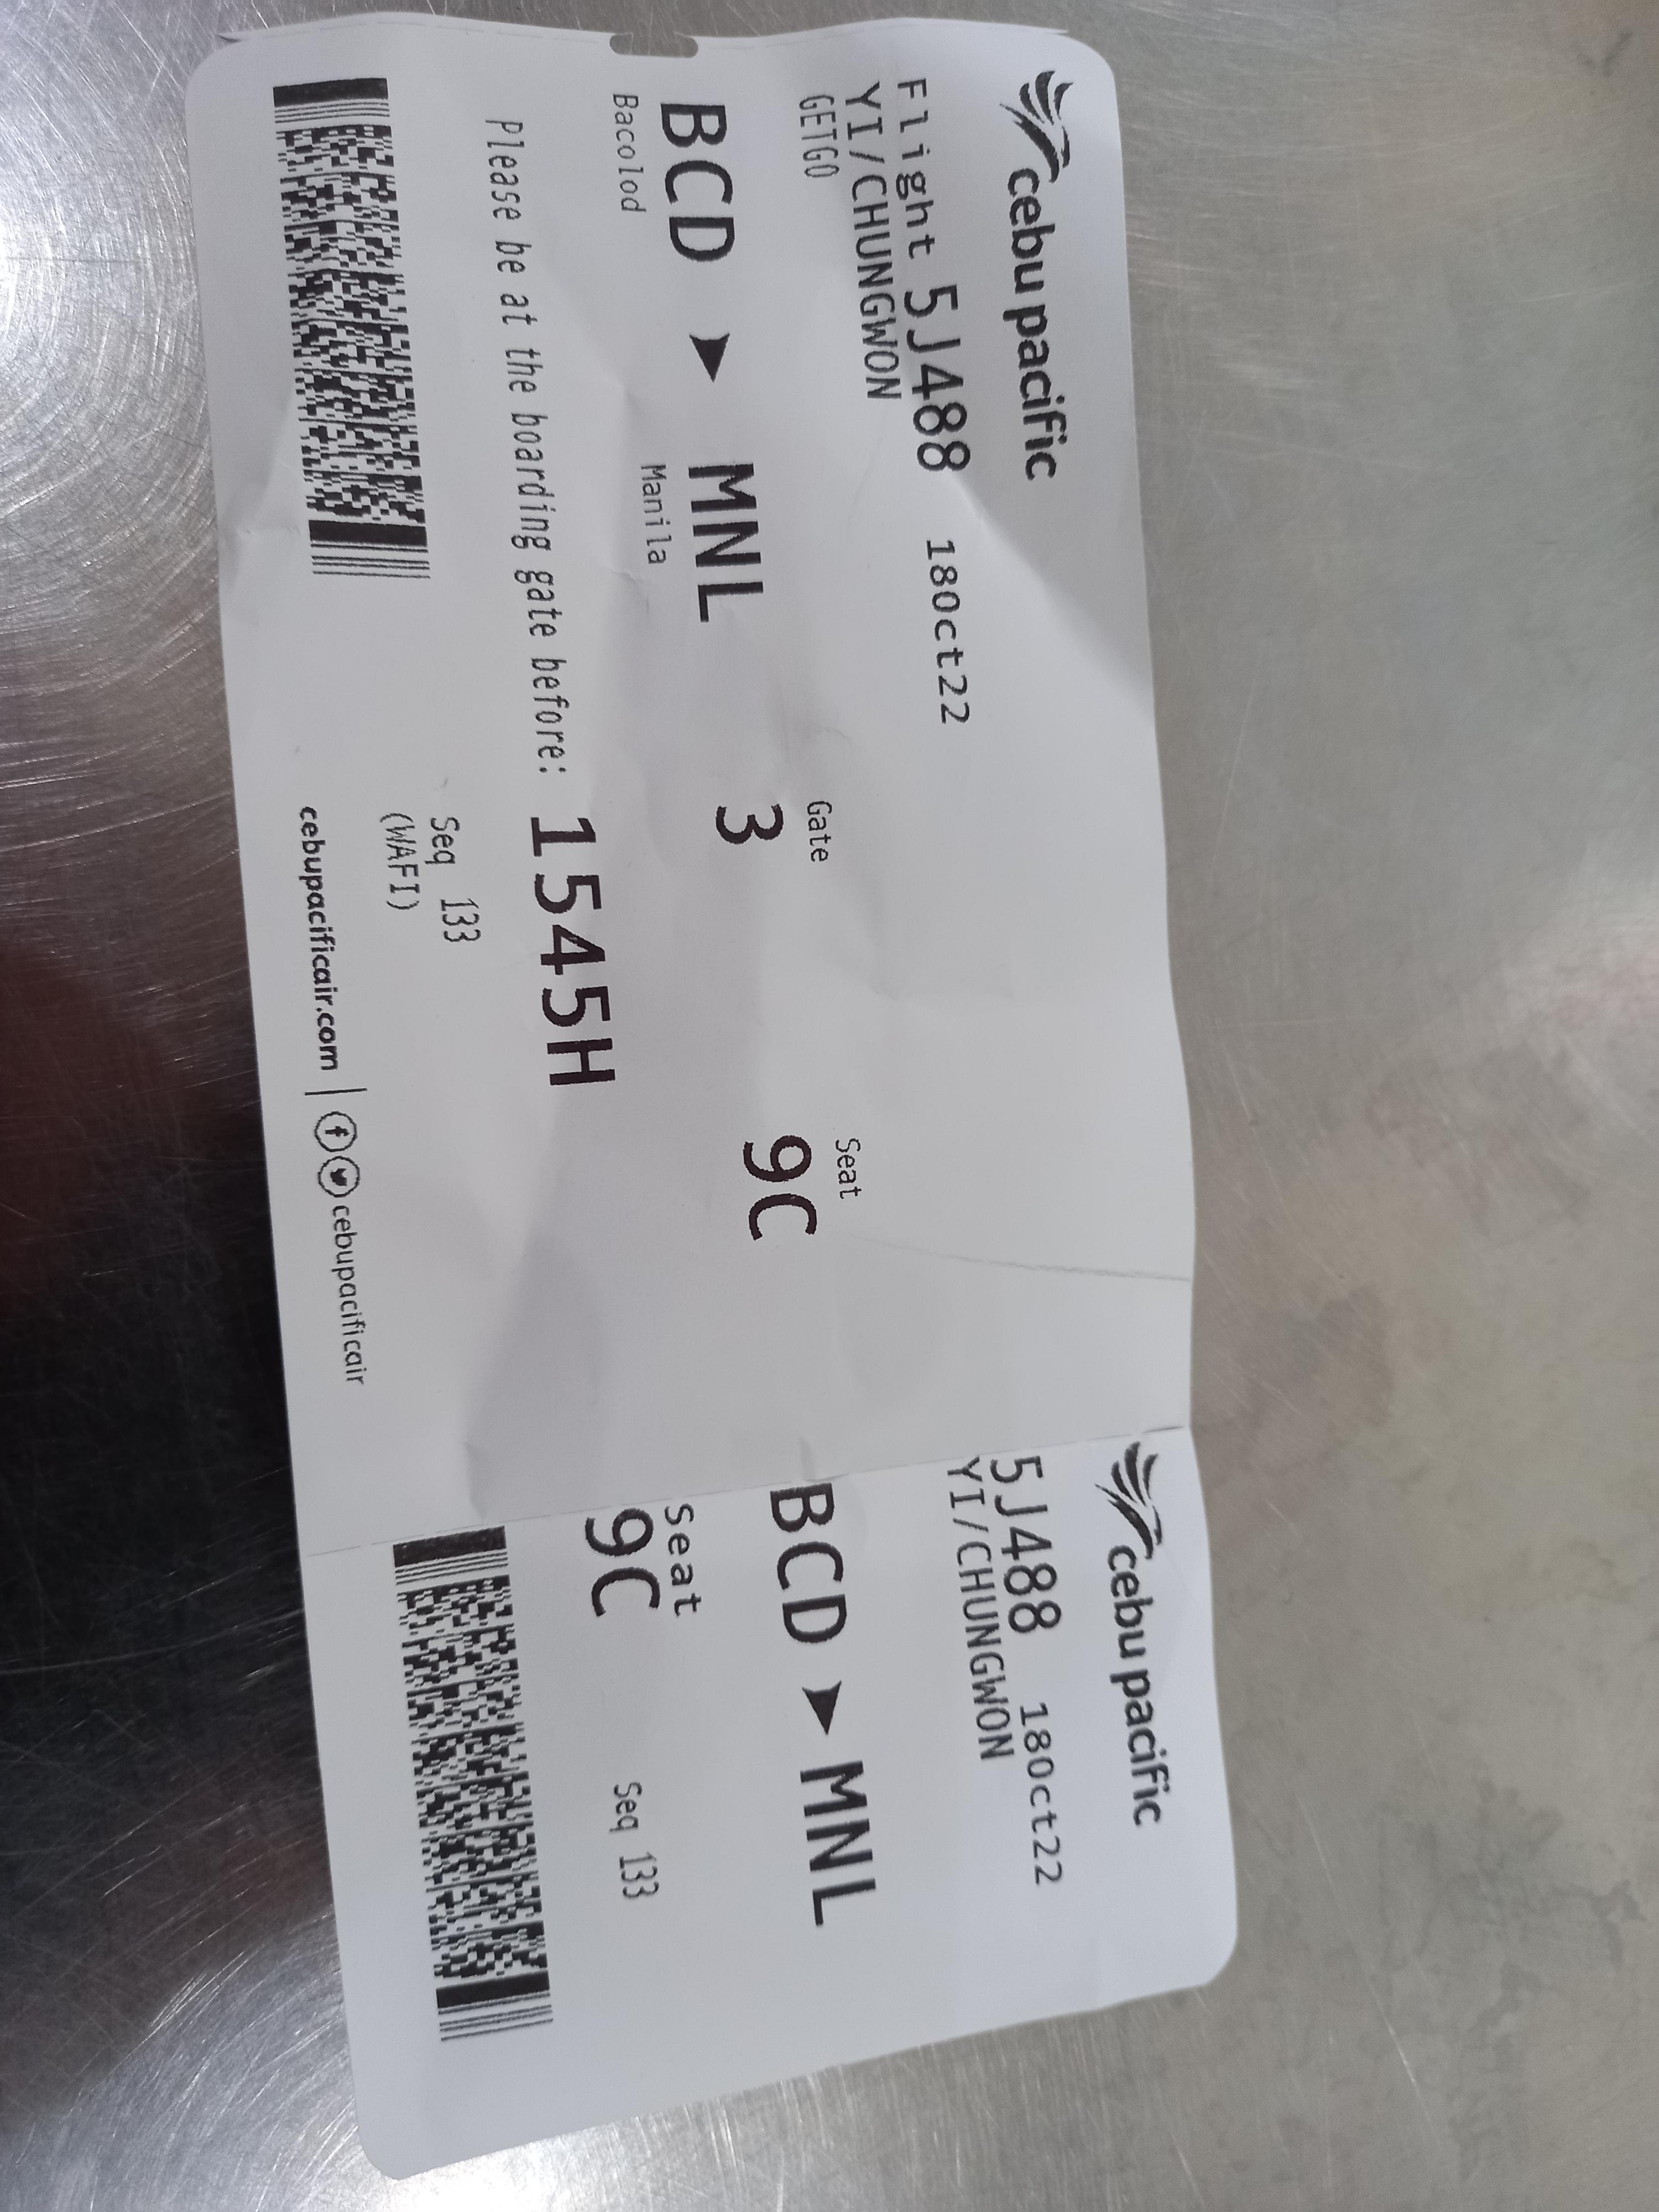 cebu pacific
Flight 5J488 18Oct22
YI/CHUNGWON
GETGO
Gate Seat
BCD ➤ MNL 3 9C
Bacolod Manila
Please be at the boarding gate before: 1545H
Seq 133
(WAFI)
cebupacificair.com | cebupacificair
cebu pacific
5J488 18Oct22
YI/CHUNGWON
BCD ➤ MNL
Seat
9C Seq 133